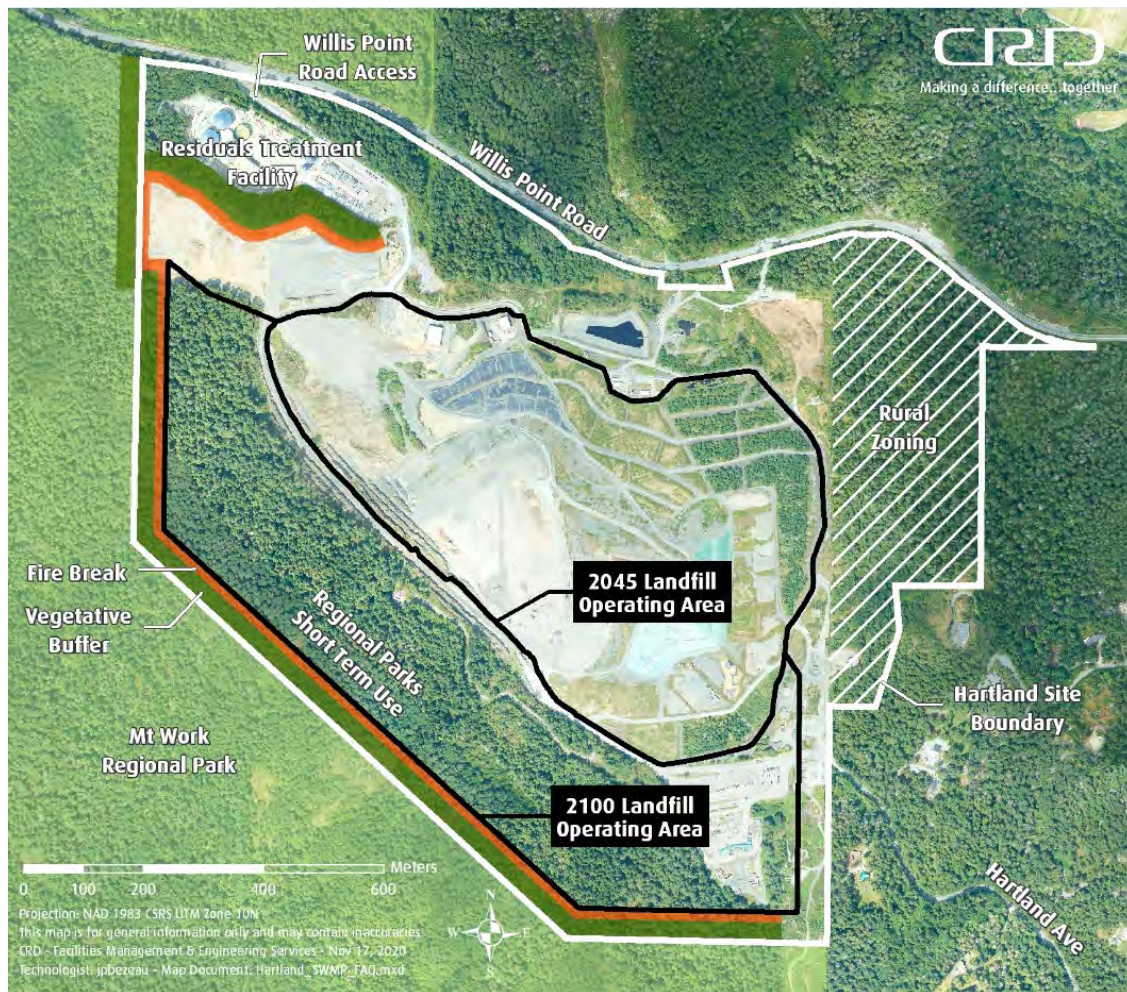 Willis Point
Road Access
CRD
Making a difference...together
Residuals Treatment
Facility
Willis Point Road
Rural
Zoning
Fire Break
Vegetative
Buffer
2045 Landfill
Operating Area
Regional Parks
Short Term Use
Hartland Site
Boundary
Mt Work
Regional Park
2100 Landfill
Operating Area
Hartland Ave
Meters
0 100 200 400 600
Projection: NAD 1983 CSRS UTM Zone 10N
This map is for general information only and may contain inaccuracies
CRD - Facilities Management & Engineering Services - Nov 17, 2020
Technologist: jpbezeau - Map Document: Hartland_SWMP-FAQ.mxd
N
W E
S